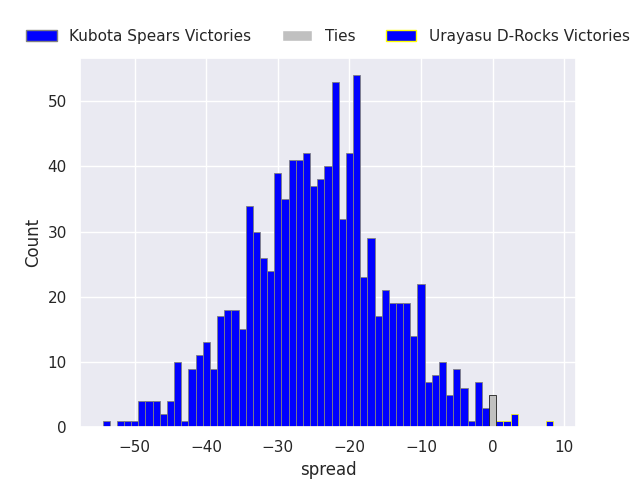 Kubota Spears Victories Ties Urayasu D-Rocks Victories
50
40
30
20
10
0
Count
−50 −40 −30 −20 −10 0 10
spread